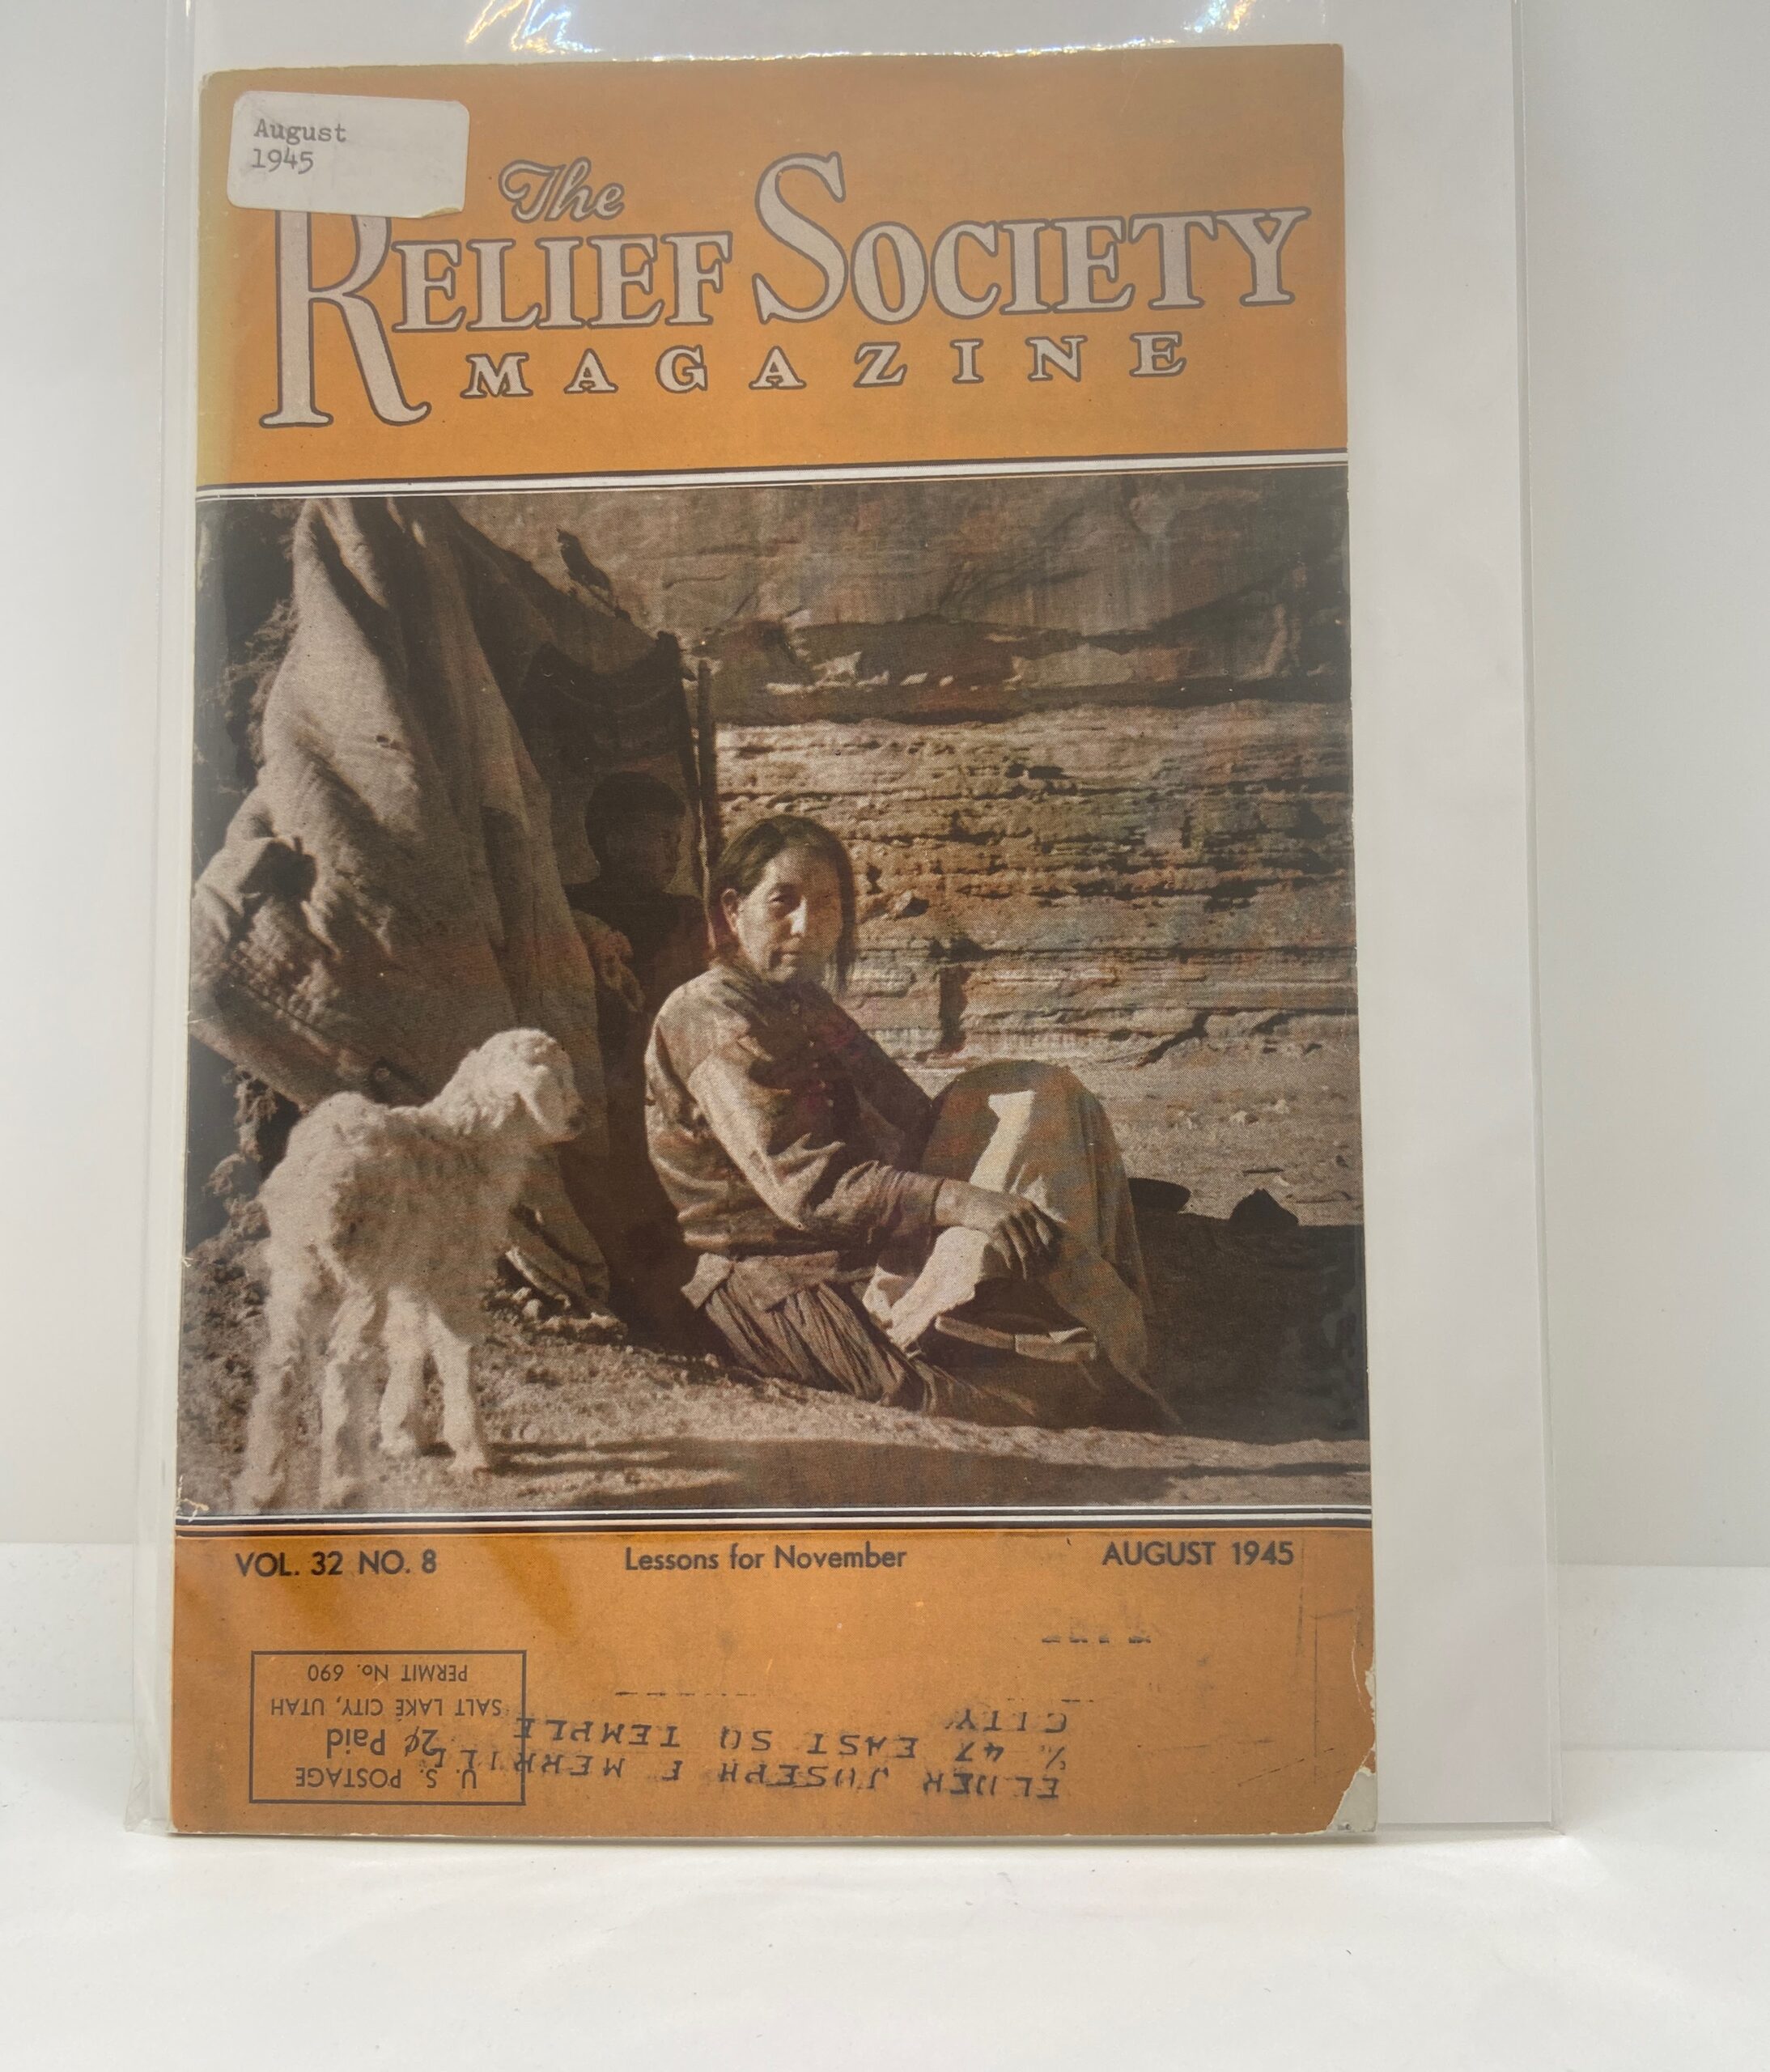 August
1945
The
RELIEF SOCIETY
MAGAZINE
VOL. 32 NO. 8
Lessons for November
AUGUST 1945
ELDER JOSEPH F MERRILL
% 47 EAST SO TEMPLE
CITY
U. S. POSTAGE
2¢ Paid
SALT LAKE CITY, UTAH
PERMIT No. 690